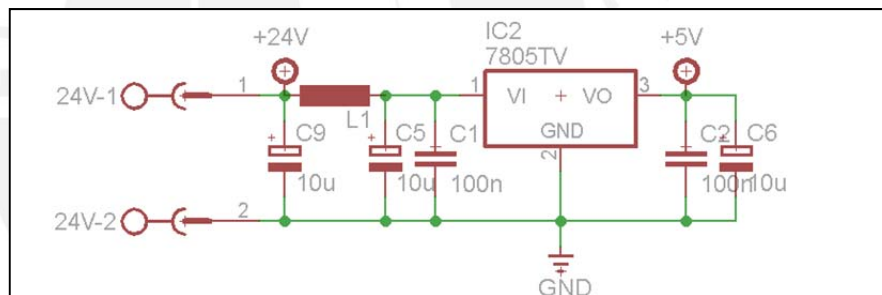 IC2
+24V 7805TV +5V
24V-1 1 1 VI + VO 3
L1 GND
C9 C5 C1 2 C2 C6
10u 10u 100n 100n 10u
24V-2 2
GND